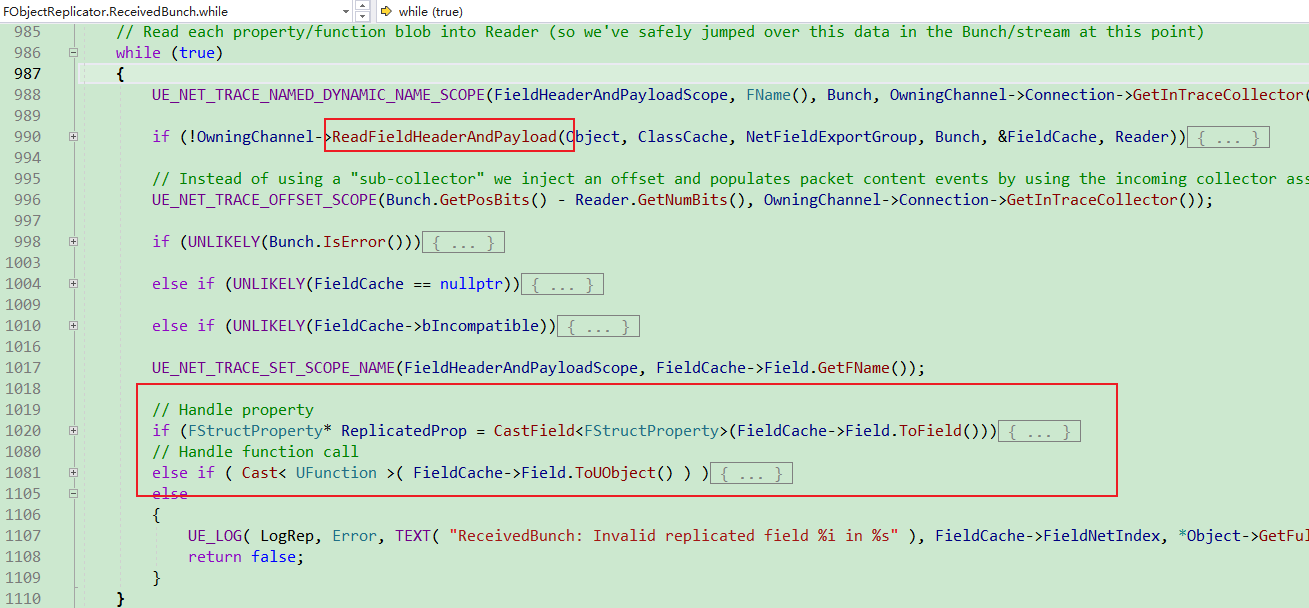 FObjectReplicator.ReceivedBunch.while while (true)
985 // Read each property/function blob into Reader (so we've safely jumped over this data in the Bunch/stream at this point)
986 while (true)
987 {
988 UE_NET_TRACE_NAMED_DYNAMIC_NAME_SCOPE(FieldHeaderAndPayloadScope, FName(), Bunch, OwningChannel->Connection->GetInTraceCollector(
989
990 if (!OwningChannel->ReadFieldHeaderAndPayload(Object, ClassCache, NetFieldExportGroup, Bunch, &FieldCache, Reader)) { ... }
994
995 // Instead of using a "sub-collector" we inject an offset and populates packet content events by using the incoming collector ass
996 UE_NET_TRACE_OFFSET_SCOPE(Bunch.GetPosBits() - Reader.GetNumBits(), OwningChannel->Connection->GetInTraceCollector());
997
998 if (UNLIKELY(Bunch.IsError())) { ... }
1003
1004 else if (UNLIKELY(FieldCache == nullptr)) { ... }
1009
1010 else if (UNLIKELY(FieldCache->bIncompatible)) { ... }
1016
1017 UE_NET_TRACE_SET_SCOPE_NAME(FieldHeaderAndPayloadScope, FieldCache->Field.GetFName());
1018
1019 // Handle property
1020 if (FStructProperty* ReplicatedProp = CastField<FStructProperty>(FieldCache->Field.ToField())) { ... }
1080 // Handle function call
1081 else if ( Cast< UFunction >( FieldCache->Field.ToUObject() ) ) { ... }
1105 else
1106 {
1107 UE_LOG( LogRep, Error, TEXT( "ReceivedBunch: Invalid replicated field %i in %s" ), FieldCache->FieldNetIndex, *Object->GetFul
1108 return false;
1109 }
1110 }